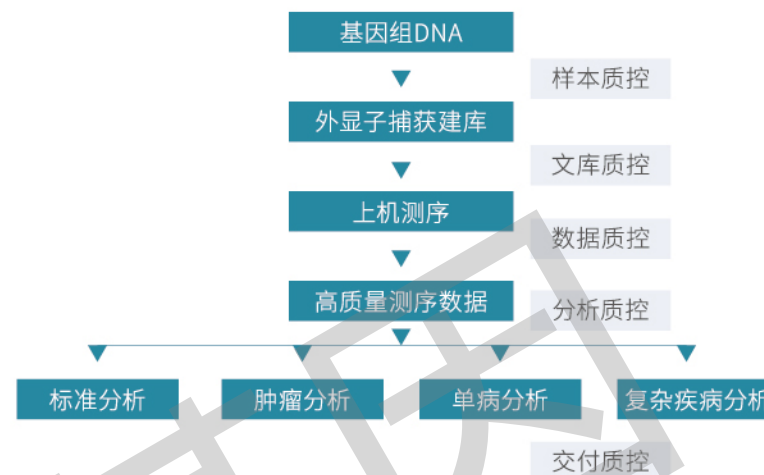 基因组DNA
样本质控
外显子捕获建库
文库质控
上机测序
数据质控
高质量测序数据
分析质控
标准分析 肿瘤分析 单病分析 复杂疾病分析
交付质控